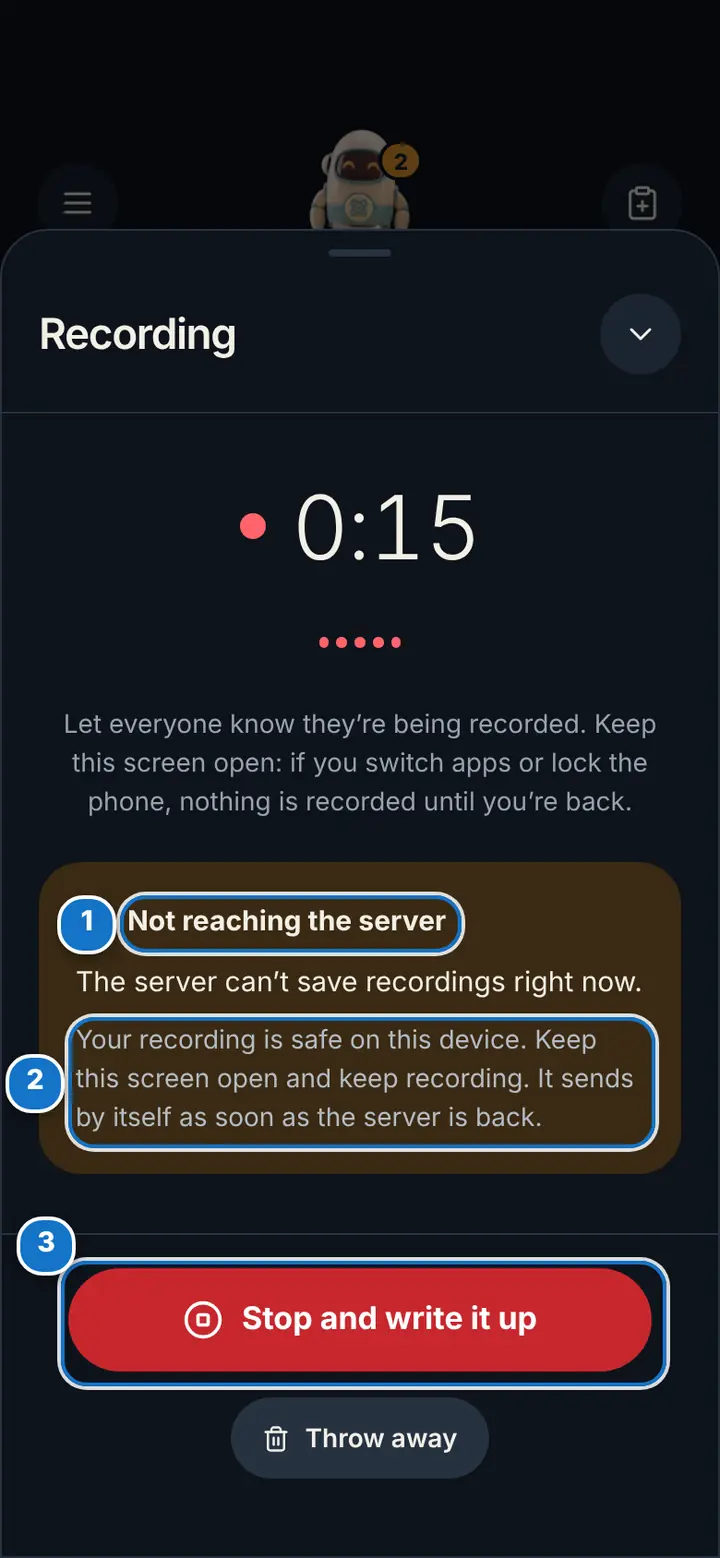 2
Recording
0:15
Let everyone know they’re being recorded. Keep
this screen open: if you switch apps or lock the
phone, nothing is recorded until you’re back.
1 Not reaching the server
The server can’t save recordings right now.
2 Your recording is safe on this device. Keep
this screen open and keep recording. It sends
by itself as soon as the server is back.
3
Stop and write it up
Throw away